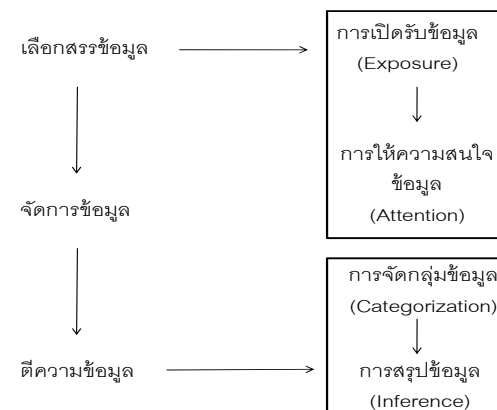 เลือกสรรข้อมูล
การเปิดรับข้อมูล
(Exposure)
การให้ความสนใจ
ข้อมูล
(Attention)
จัดการข้อมูล
การจัดกลุ่มข้อมูล
(Categorization)
ตีความข้อมูล
การสรุปข้อมูล
(Inference)